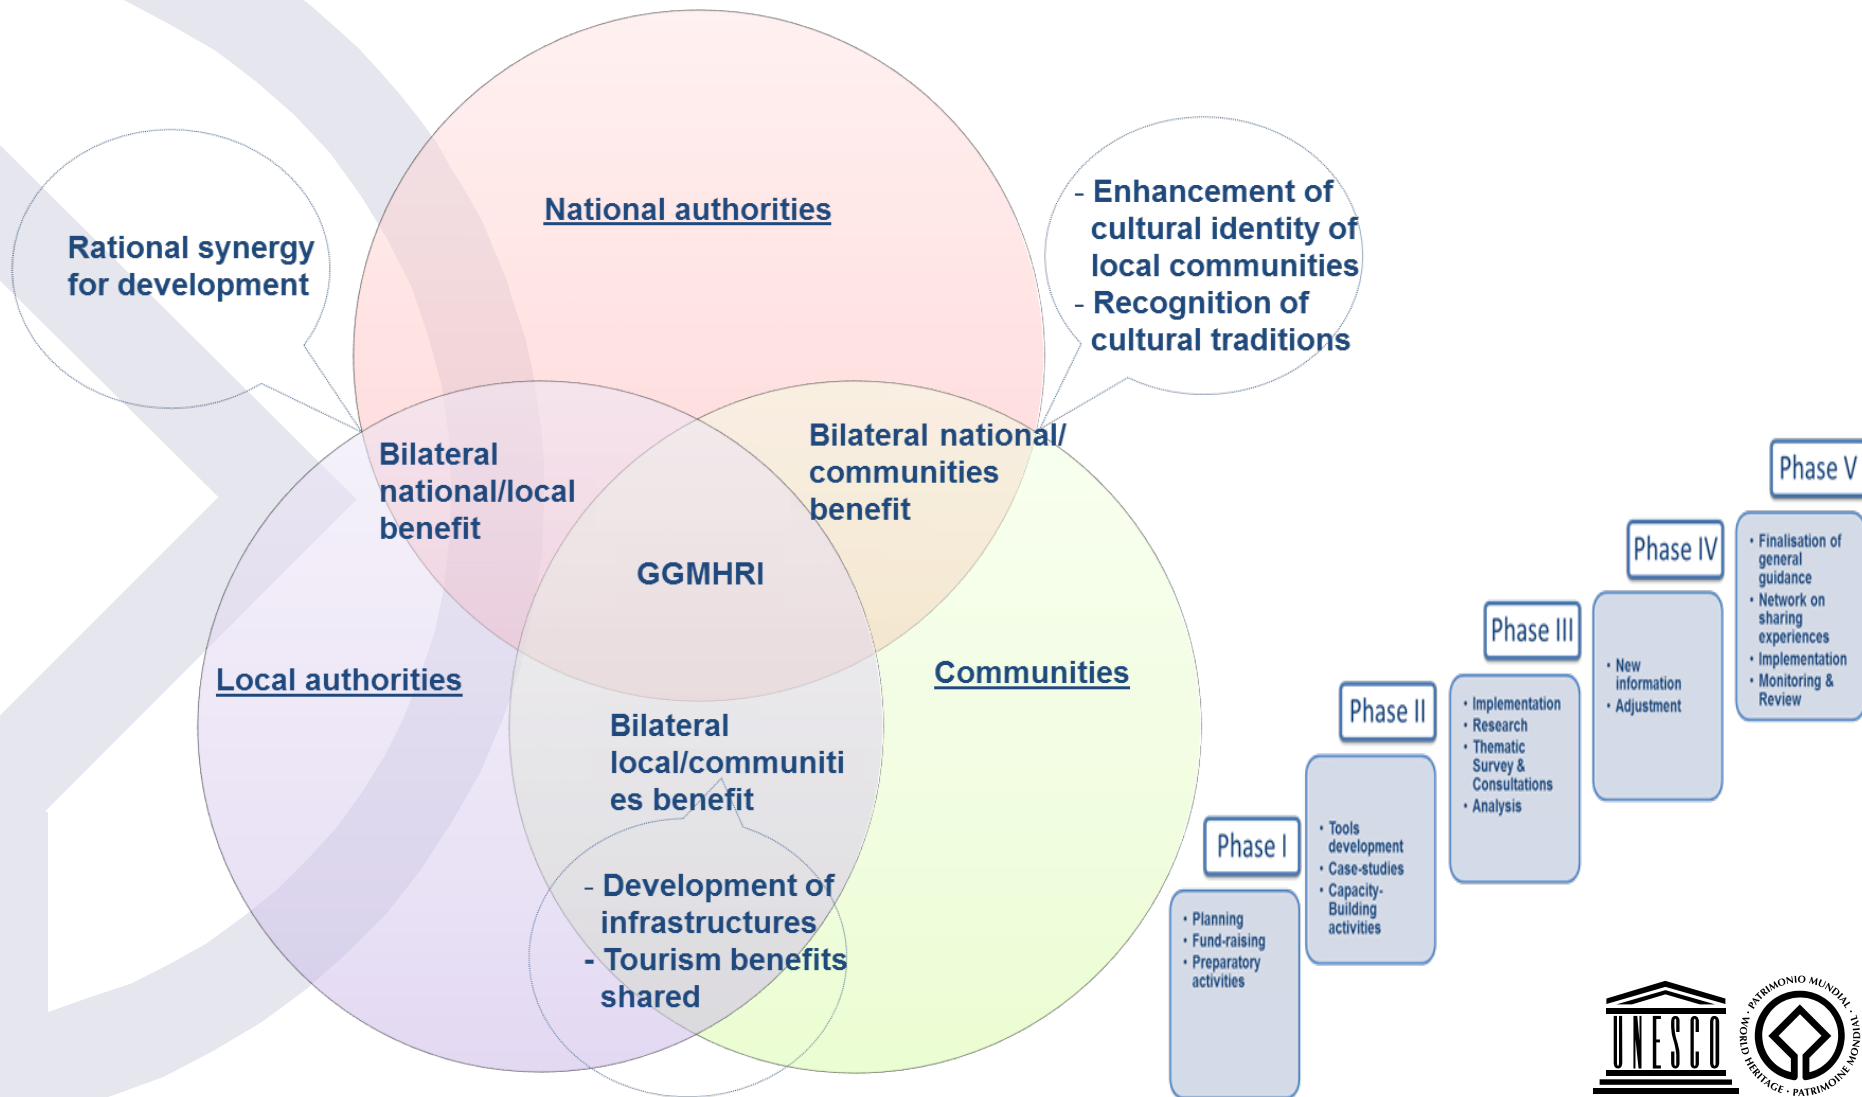 National authorities
Rational synergy
for development
- Enhancement of
cultural identity of
local communities
- Recognition of
cultural traditions
Bilateral
national/local
benefit
Bilateral national/
communities
benefit
GGMHRI
Local authorities
Communities
Bilateral
local/communiti
es benefit
- Development of
infrastructures
- Tourism benefits
shared
Phase I
• Planning
• Fund-raising
• Preparatory
activities
Phase II
• Tools
development
• Case-studies
• Capacity-
Building
activities
Phase III
• Implementation
• Research
• Thematic
Survey &
Consultations
• Analysis
Phase IV
• New
information
• Adjustment
Phase V
• Finalisation of
general
guidance
• Network on
sharing
experiences
• Implementation
• Monitoring &
Review
UNESCO
WORLD HERITAGE · PATRIMONIO MUNDIAL · PATRIMOINE MONDIAL ·